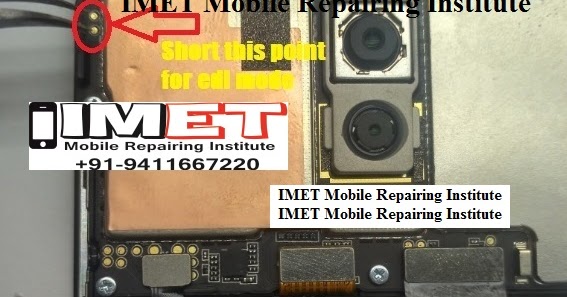 IMET Mobile Repairing Institute
Short this point
for edl mode
IMET
Mobile Repairing Institute
+91-9411667220
IMET Mobile Repairing Institute
IMET Mobile Repairing Institute